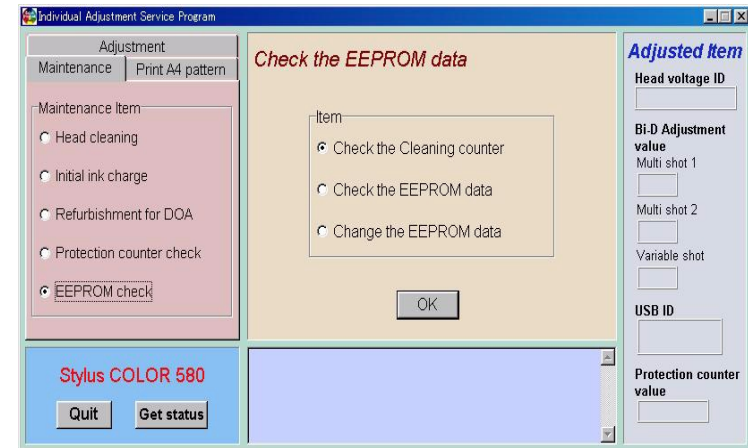 Individual Adjustment Service Program
Adjustment
Maintenance
Print A4 pattern
Maintenance Item
Head cleaning
Initial ink charge
Refurbishment for DOA
Protection counter check
EEPROM check
Check the EEPROM data
Item
Check the Cleaning counter
Check the EEPROM data
Change the EEPROM data
OK
Stylus COLOR 580
Quit
Get status
Adjusted Item
Head voltage ID
Bi-D Adjustment
value
Multi shot 1
Multi shot 2
Variable shot
USB ID
Protection counter
value